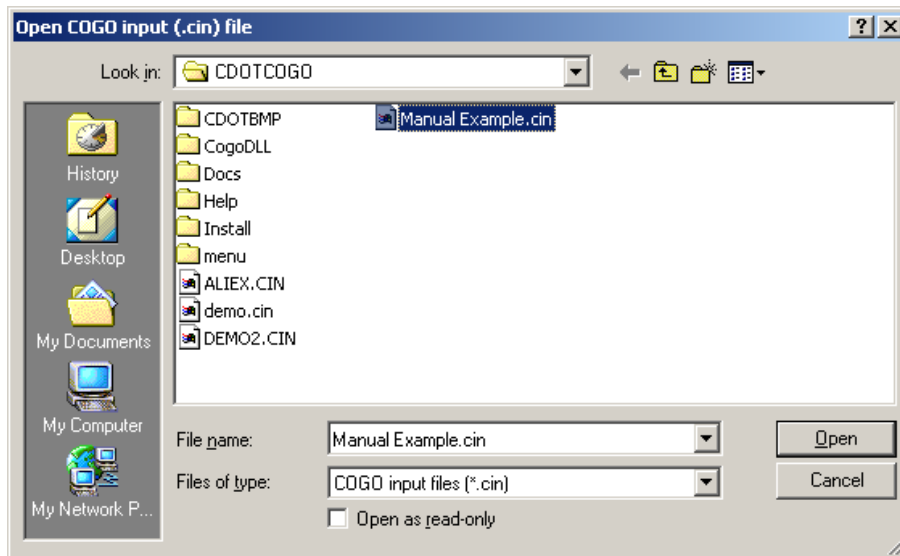 Open COGO input (.cin) file
Look in:
CDOTCOGO
History
Desktop
My Documents
My Computer
My Network P...
CDOTBMP
CogoDLL
Docs
Help
Install
menu
ALIEX.CIN
demo.cin
DEMO2.CIN
Manual Example.cin
File name:
Manual Example.cin
Open
Files of type:
COGO input files (*.cin)
Cancel
Open as read-only